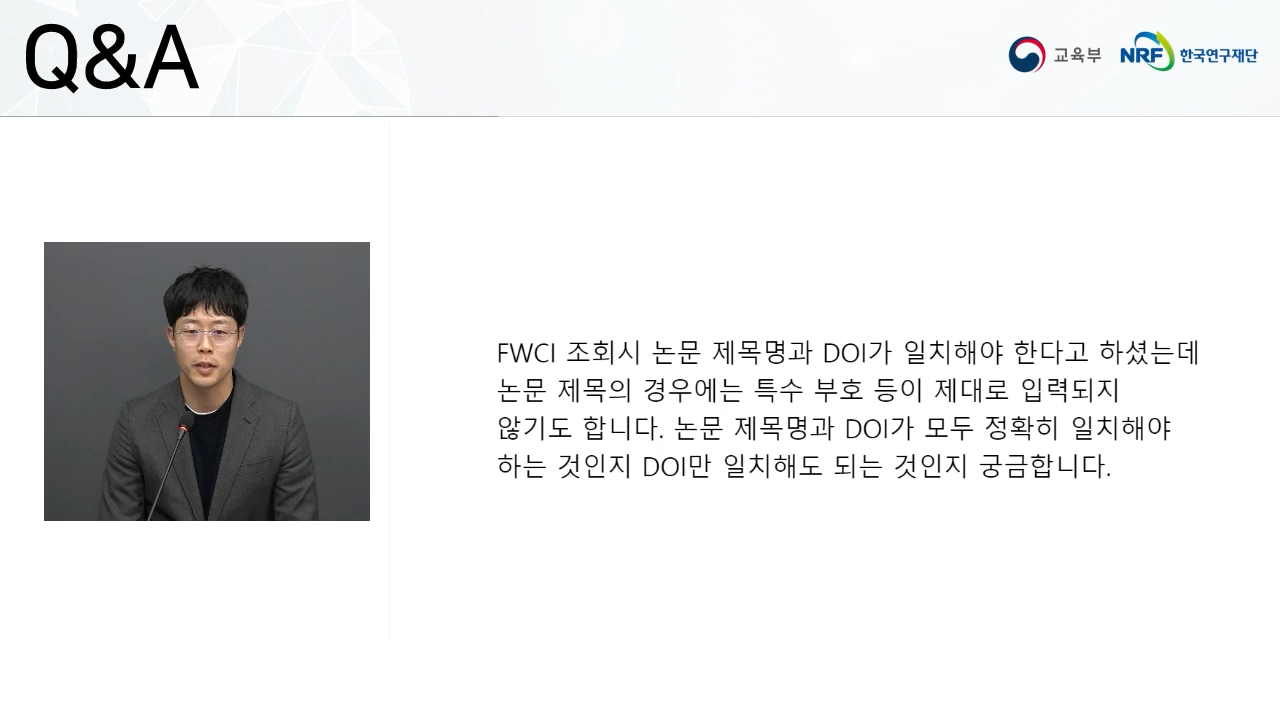 Q&A
교육부
NRF 한국연구재단
FWCI 조회시 논문 제목명과 DOI가 일치해야 한다고 하셨는데
논문 제목의 경우에는 특수 부호 등이 제대로 입력되지
않기도 합니다. 논문 제목명과 DOI가 모두 정확히 일치해야
하는 것인지 DOI만 일치해도 되는 것인지 궁금합니다.